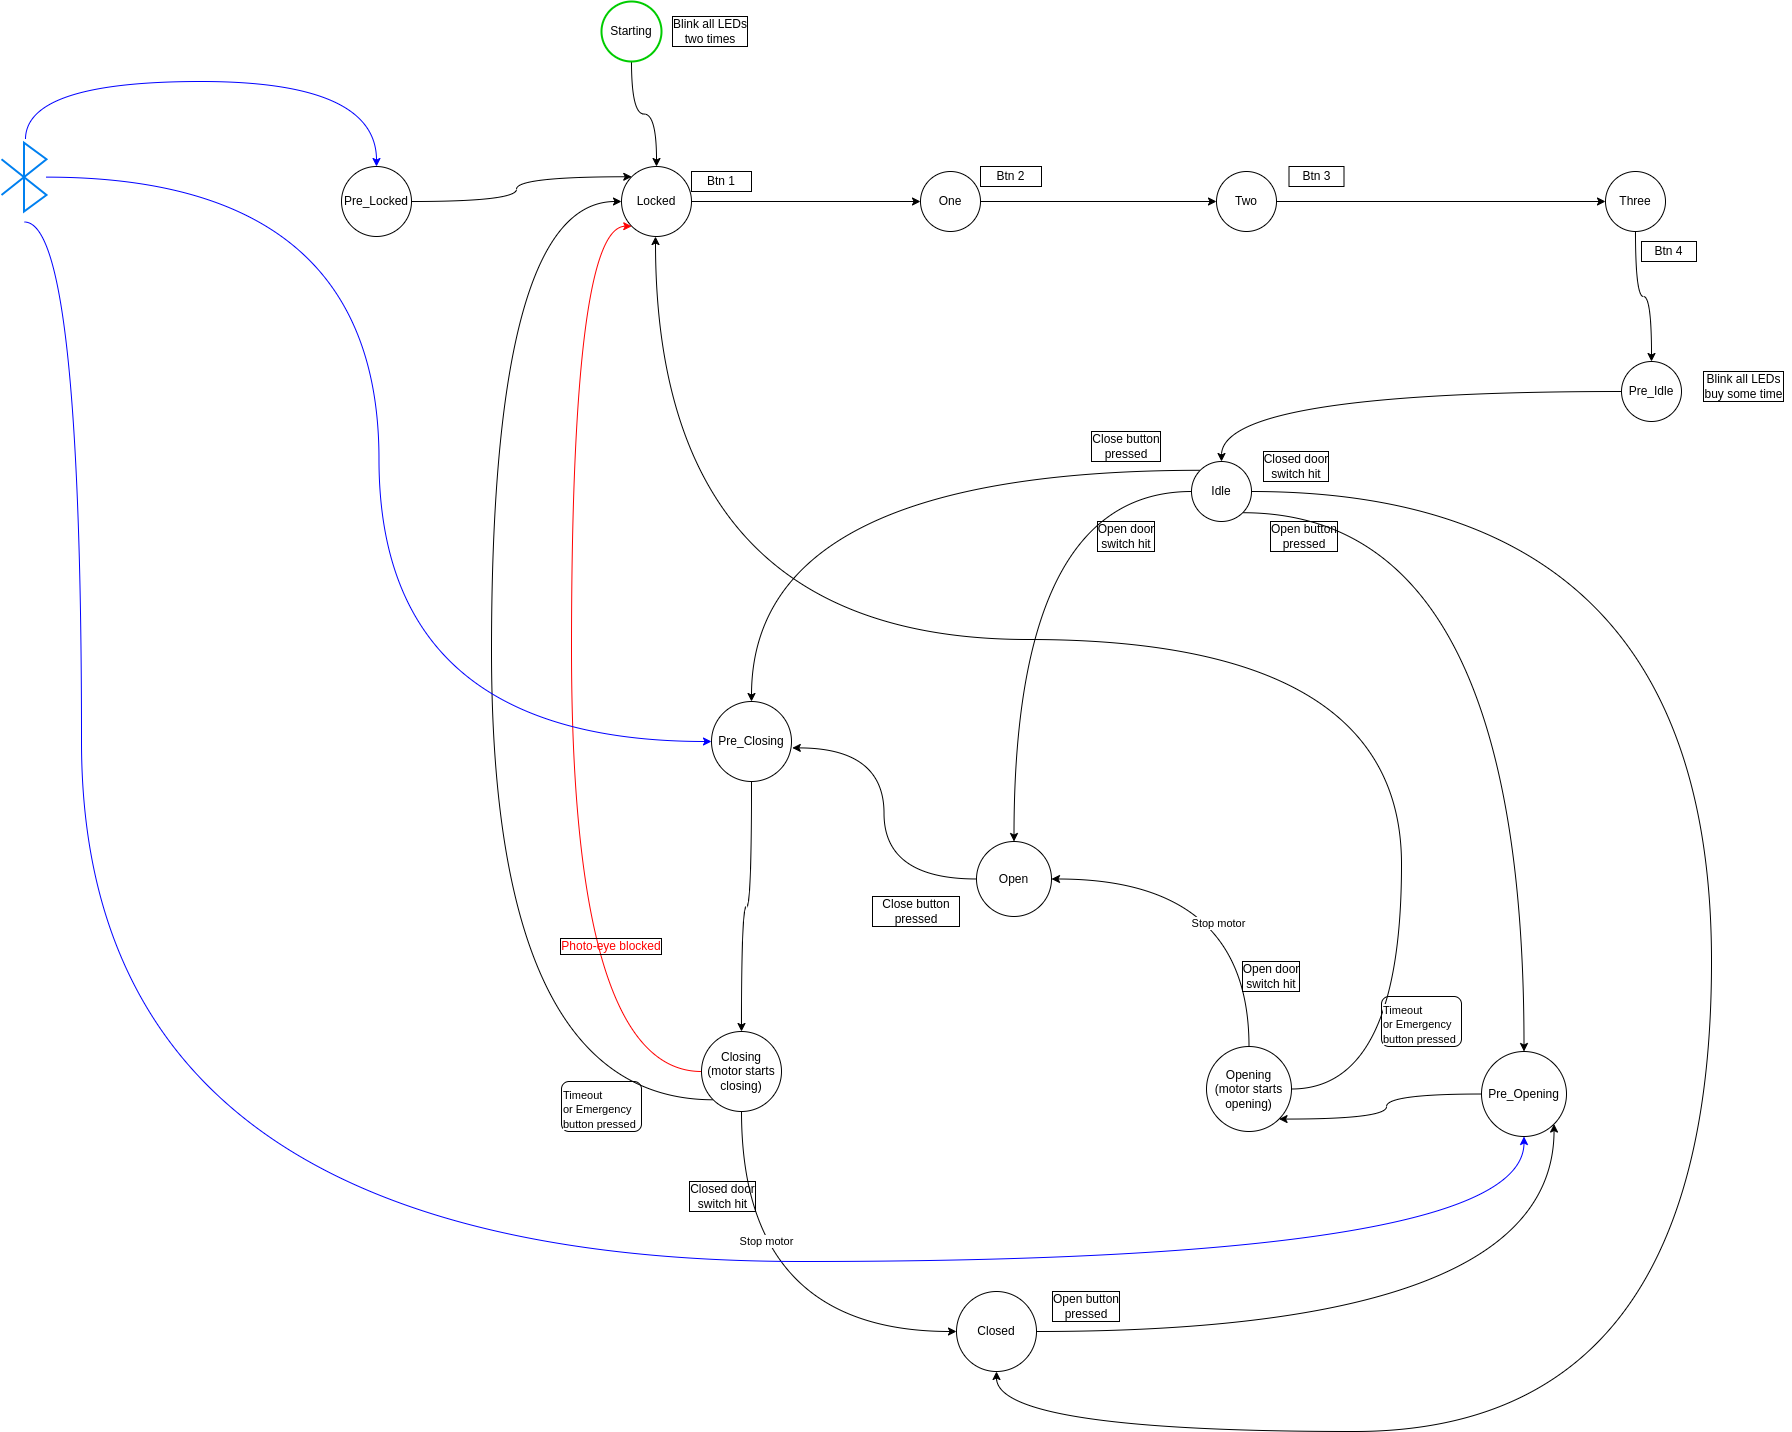 Starting
Blink all LEDs
two times
Pre_Locked
Locked
Btn 1
One
Btn 2
Two
Btn 3
Three
Btn 4
Pre_Idle
Blink all LEDs
buy some time
Close button
pressed
Idle
Closed door
switch hit
Open door
switch hit
Open button
pressed
Pre_Closing
Open
Close button
pressed
Stop motor
Photo-eye blocked
Open door
switch hit
Timeout
or Emergency
button pressed
Closing
(motor starts
closing)
Opening
(motor starts
opening)
Pre_Opening
Timeout
or Emergency
button pressed
Closed door
switch hit
Stop motor
Closed
Open button
pressed